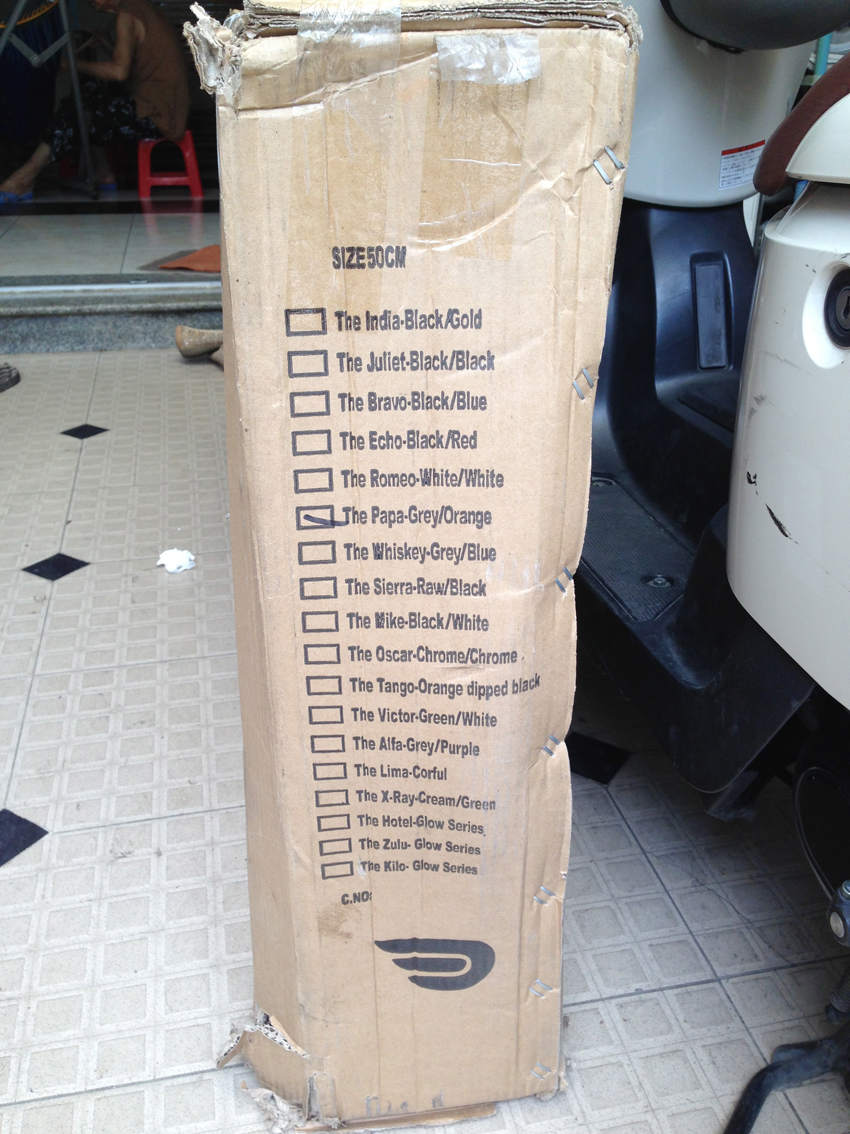 SIZE50CM
The India-Black/Gold
The Juliet-Black/Black
The Bravo-Black/Blue
The Echo-Black/Red
The Romeo-White/White
The Papa-Grey/Orange
The Whiskey-Grey/Blue
The Sierra-Raw/Black
The Mike-Black/White
The Oscar-Chrome/Chrome
The Tango-Orange dipped black
The Victor-Green/White
The Alfa-Grey/Purple
The Lima-Corful
The X-Ray-Cream/Green
The Hotel-Glow Series
The Zulu- Glow Series
The Kilo- Glow Series
C.NO: